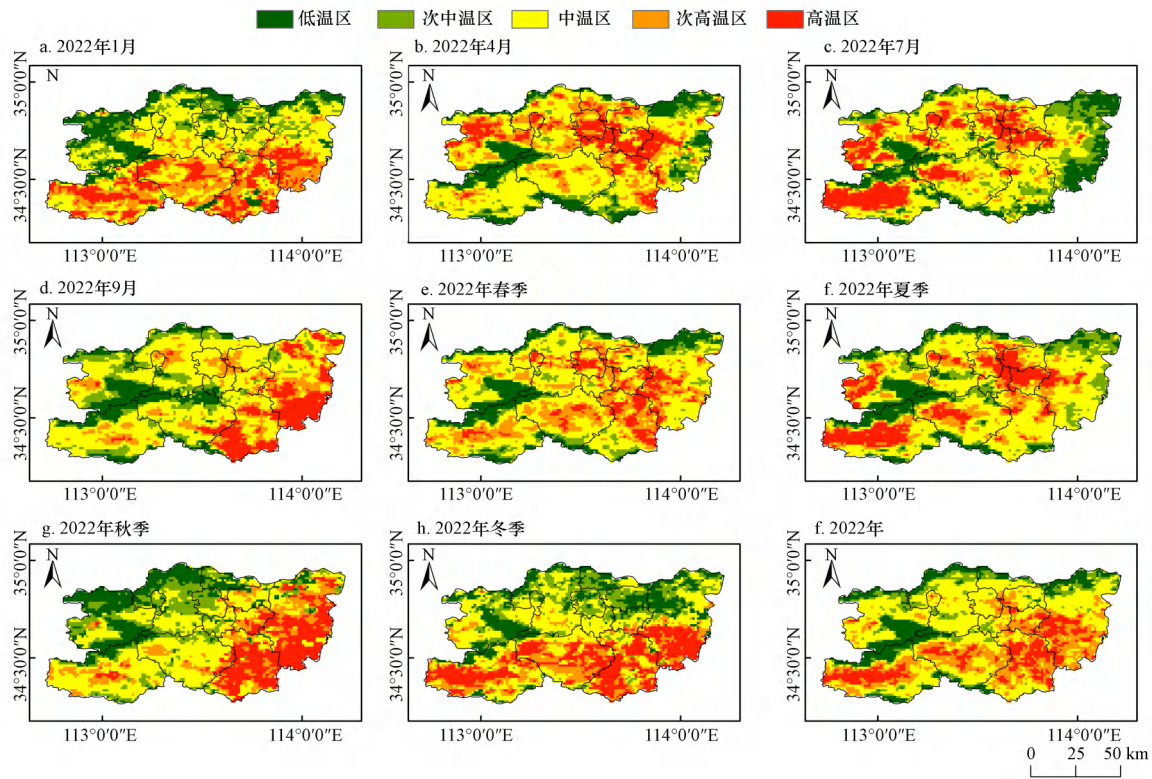 低温区 次中温区 中温区 次高温区 高温区
a. 2022年1月 b. 2022年4月 c. 2022年7月
N N N
35°0′0″N 35°0′0″N 35°0′0″N
34°30′0″N 34°30′0″N 34°30′0″N
113°0′0″E 114°0′0″E 113°0′0″E 114°0′0″E 113°0′0″E 114°0′0″E
d. 2022年9月 e. 2022年春季 f. 2022年夏季
N N N
35°0′0″N 35°0′0″N 35°0′0″N
34°30′0″N 34°30′0″N 34°30′0″N
113°0′0″E 114°0′0″E 113°0′0″E 114°0′0″E 113°0′0″E 114°0′0″E
g. 2022年秋季 h. 2022年冬季 f. 2022年
N N N
35°0′0″N 35°0′0″N 35°0′0″N
34°30′0″N 34°30′0″N 34°30′0″N
113°0′0″E 114°0′0″E 113°0′0″E 114°0′0″E 113°0′0″E 114°0′0″E
0 25 50 km